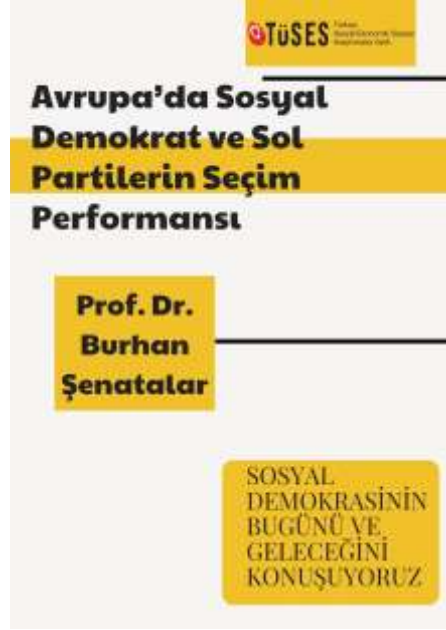 TÜSES
Avrupa’da Sosyal
Demokrat ve Sol
Partilerin Seçim
Performansı
Prof. Dr.
Burhan
Şenatalar
SOSYAL
DEMOKRASİNİN
BUGÜNÜ VE
GELECEĞİNİ
KONUŞUYORUZ